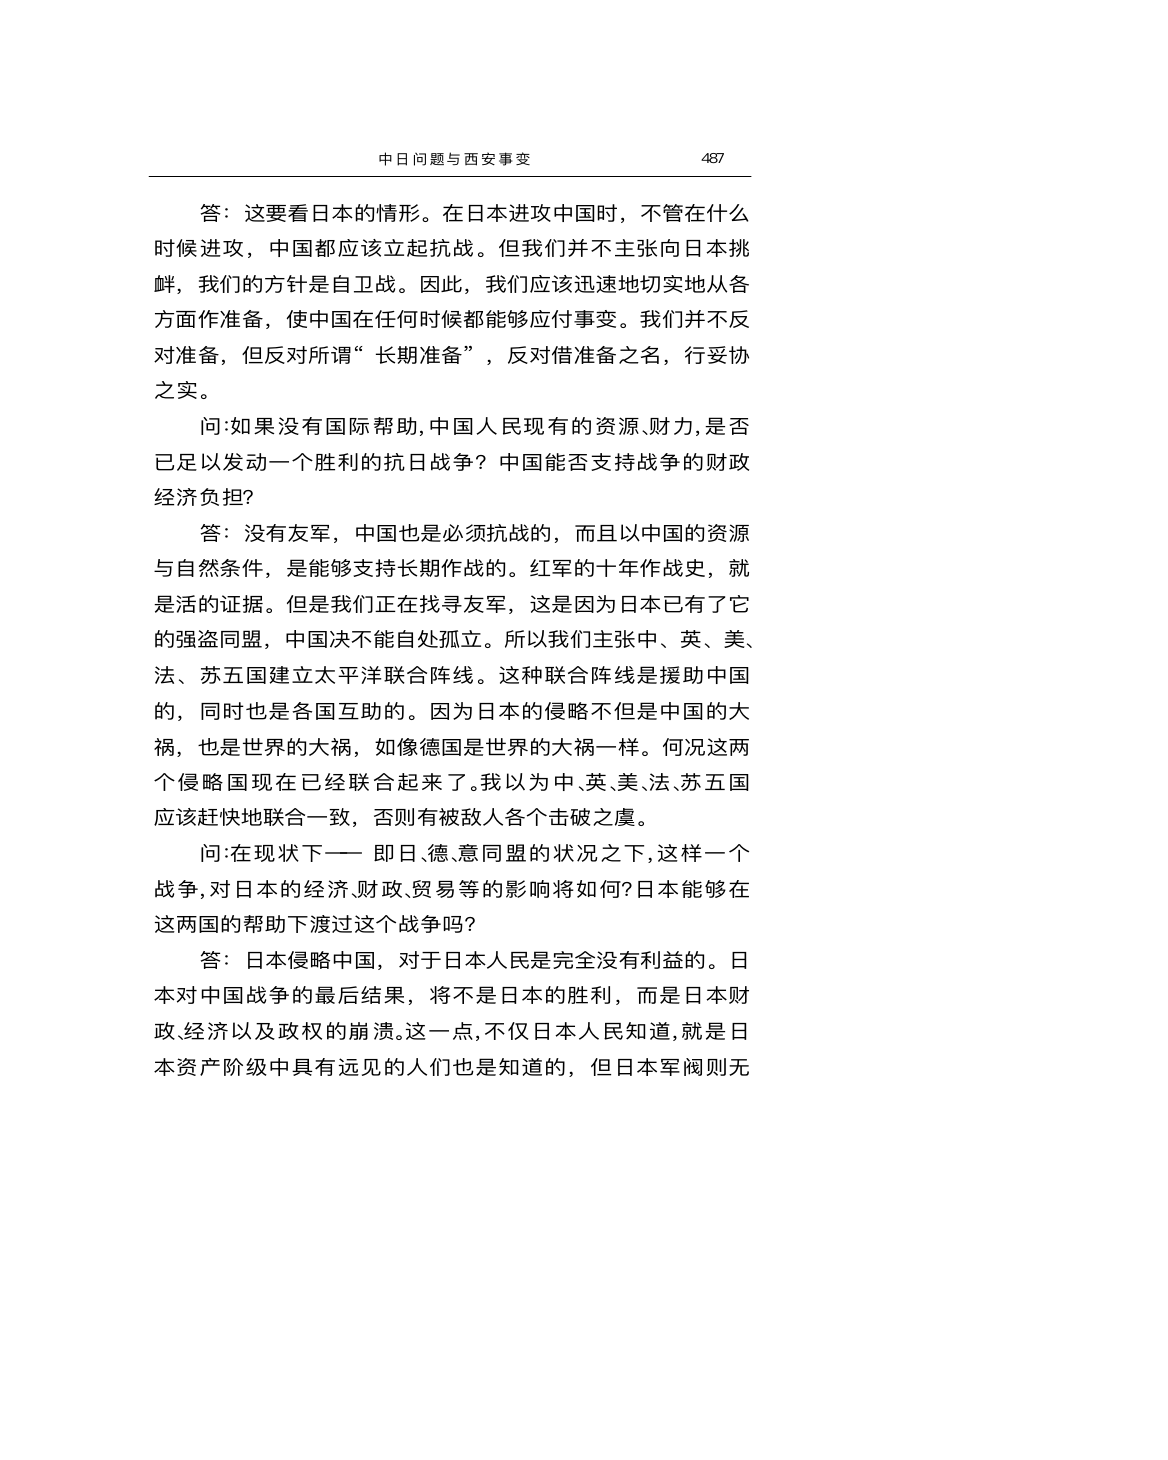 中日问题与西安事变 487
答：这要看日本的情形。在日本进攻中国时，不管在什么
时候进攻，中国都应该立起抗战。但我们并不主张向日本挑
衅，我们的方针是自卫战。因此，我们应该迅速地切实地从各
方面作准备，使中国在任何时候都能够应付事变。我们并不反
对准备，但反对所谓“长期准备”，反对借准备之名，行妥协
之实。
问:如果没有国际帮助,中国人民现有的资源、财力,是否
已足以发动一个胜利的抗日战争？中国能否支持战争的财政
经济负担？
答：没有友军，中国也是必须抗战的，而且以中国的资源
与自然条件，是能够支持长期作战的。红军的十年作战史，就
是活的证据。但是我们正在找寻友军，这是因为日本已有了它
的强盗同盟，中国决不能自处孤立。所以我们主张中、英、美、
法、苏五国建立太平洋联合阵线。这种联合阵线是援助中国
的，同时也是各国互助的。因为日本的侵略不但是中国的大
祸，也是世界的大祸，如像德国是世界的大祸一样。何况这两
个侵略国现在已经联合起来了。我以为中、英、美、法、苏五国
应该赶快地联合一致，否则有被敌人各个击破之虞。
问:在现状下——即日、德、意同盟的状况之下,这样一个
战争,对日本的经济、财政、贸易等的影响将如何?日本能够在
这两国的帮助下渡过这个战争吗?
答：日本侵略中国，对于日本人民是完全没有利益的。日
本对中国战争的最后结果，将不是日本的胜利，而是日本财
政、经济以及政权的崩溃。这一点,不仅日本人民知道,就是日
本资产阶级中具有远见的人们也是知道的，但日本军阀则无